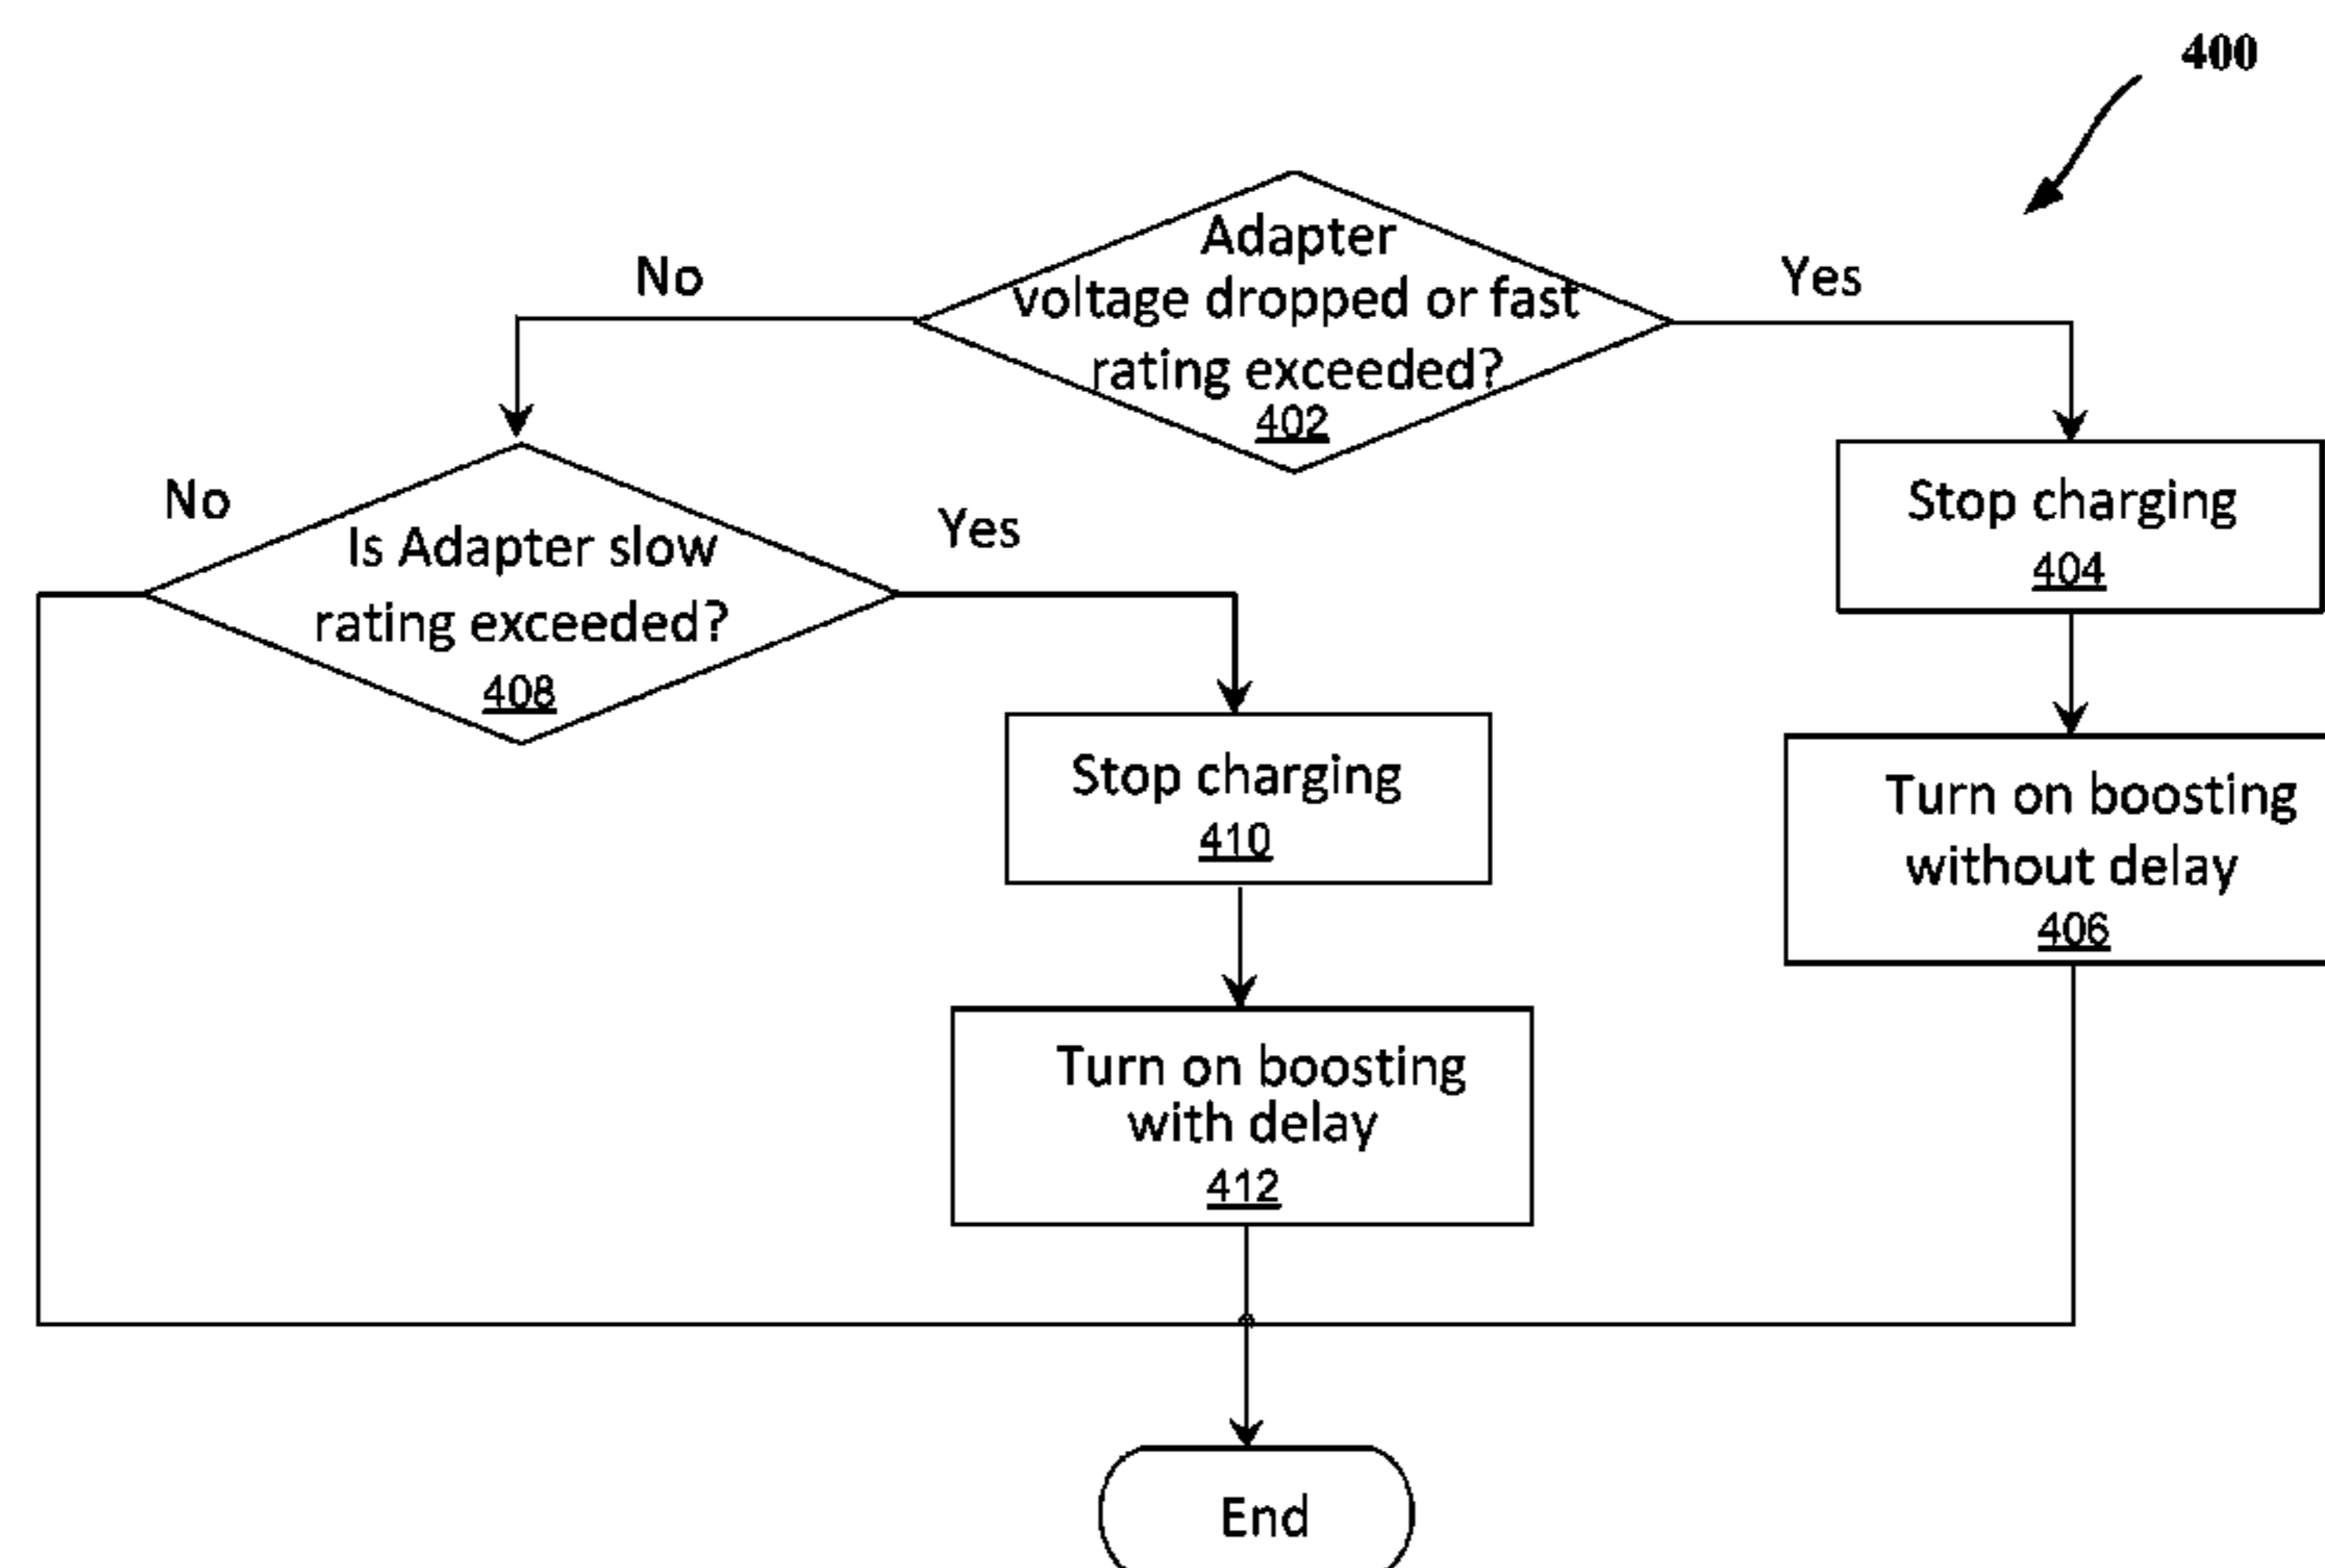 400
Adapter
voltage dropped or fast
rating exceeded?
402
No
Yes
Is Adapter slow
rating exceeded?
408
No
Yes
Stop charging
404
Turn on boosting
without delay
406
Stop charging
410
Turn on boosting
with delay
412
End